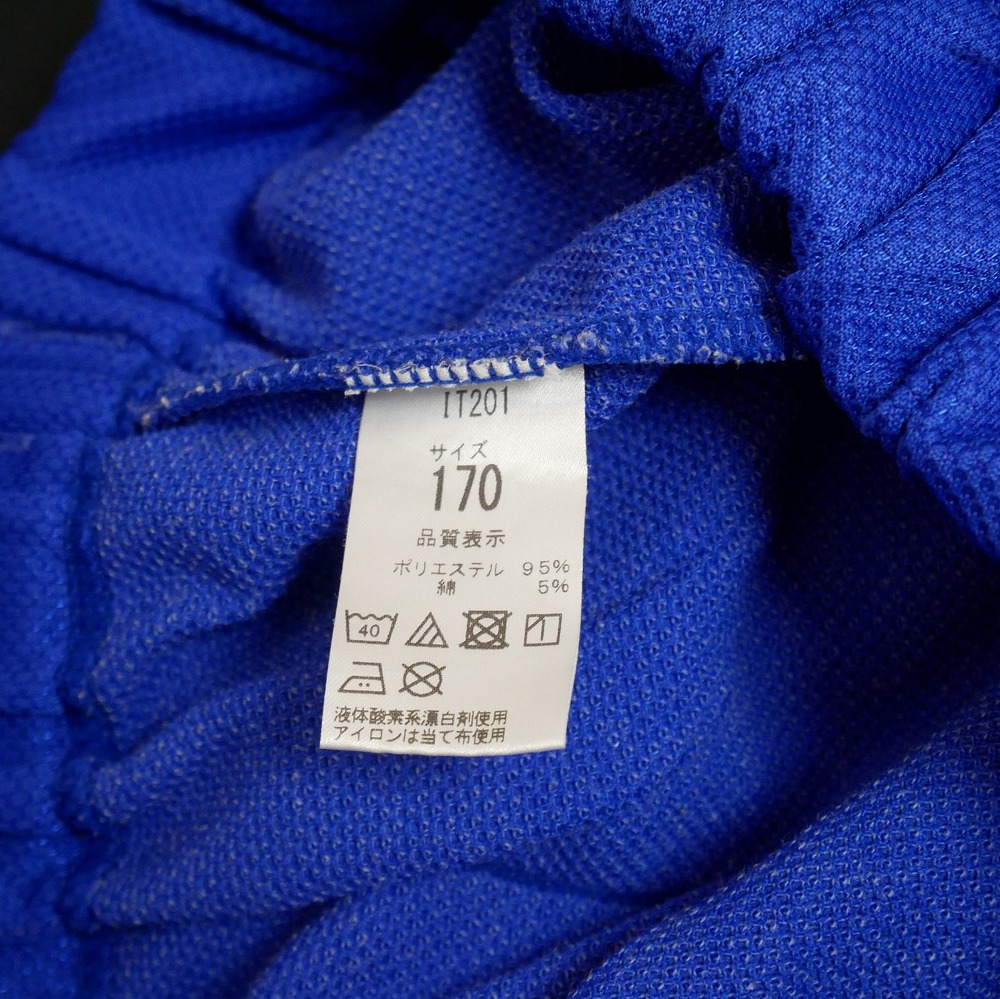 IT201
サイズ
170
品質表示
ポリエステル 95%
綿 5%
40
液体酸素系漂白剤使用
アイロンは当て布使用